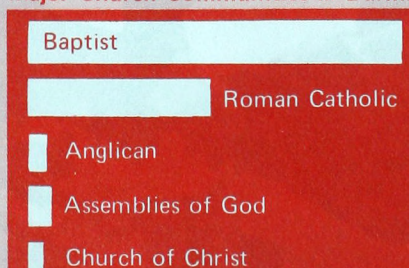 Baptist
Roman Catholic
Anglican
Assemblies of God
Church of Christ